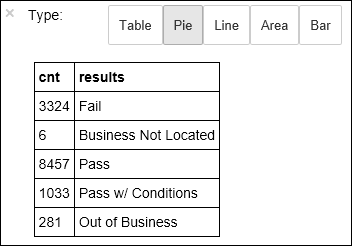 × Type: Table Pie Line Area Bar
cnt results
3324 Fail
6 Business Not Located
8457 Pass
1033 Pass w/ Conditions
281 Out of Business